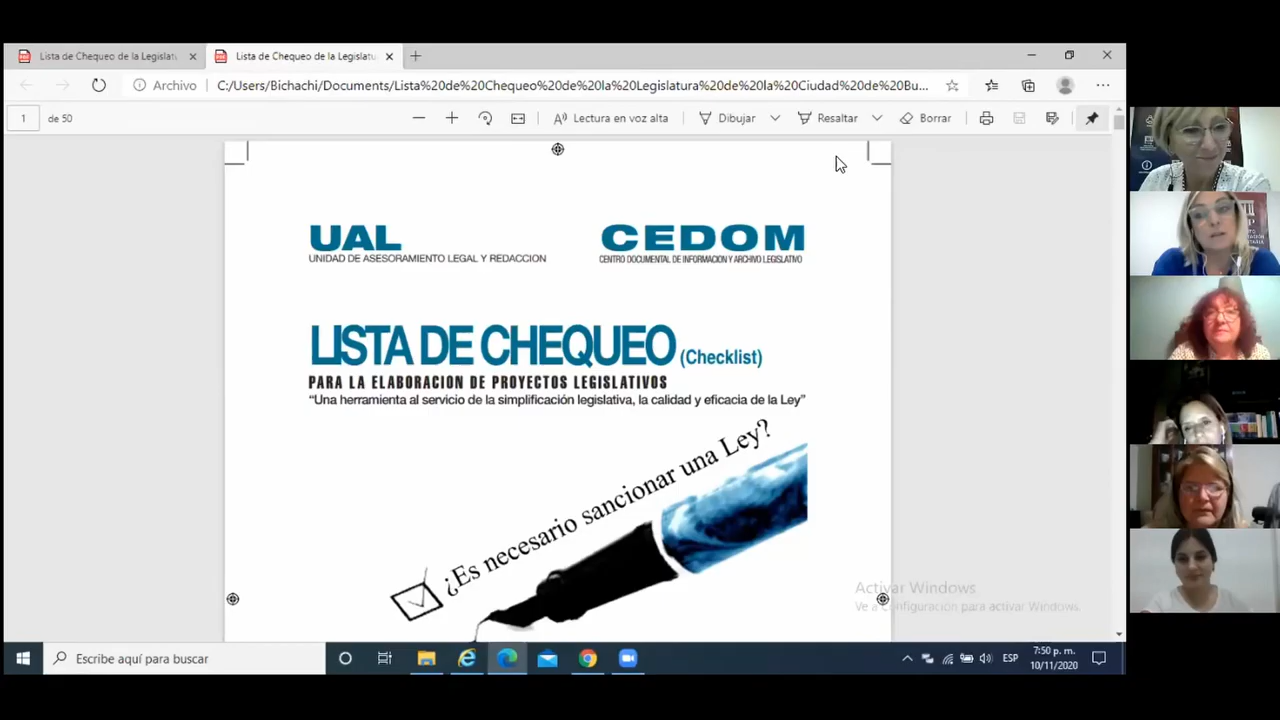 Lista de Chequeo de la Legislatu
Lista de Chequeo de la Legislatu
Archivo
C:/Users/Bichachi/Documents/Lista%20de%20Chequeo%20de%20la%20Legislatura%20de%20la%20Ciudad%20de%20Bu...
1 de 50
Lectura en voz alta
Dibujar
Resaltar
Borrar
UAL
UNIDAD DE ASESORAMIENTO LEGAL Y REDACCION
CEDOM
CENTRO DOCUMENTAL DE INFORMACION Y ARCHIVO LEGISLATIVO
LISTA DE CHEQUEO (Checklist)
PARA LA ELABORACION DE PROYECTOS LEGISLATIVOS
“Una herramienta al servicio de la simplificación legislativa, la calidad y eficacia de la Ley”
¿Es necesario sancionar una Ley?
Activar Windows
Ve a Configuración para activar Windows.
Escribe aquí para buscar
ESP
7:50 p. m.
10/11/2020